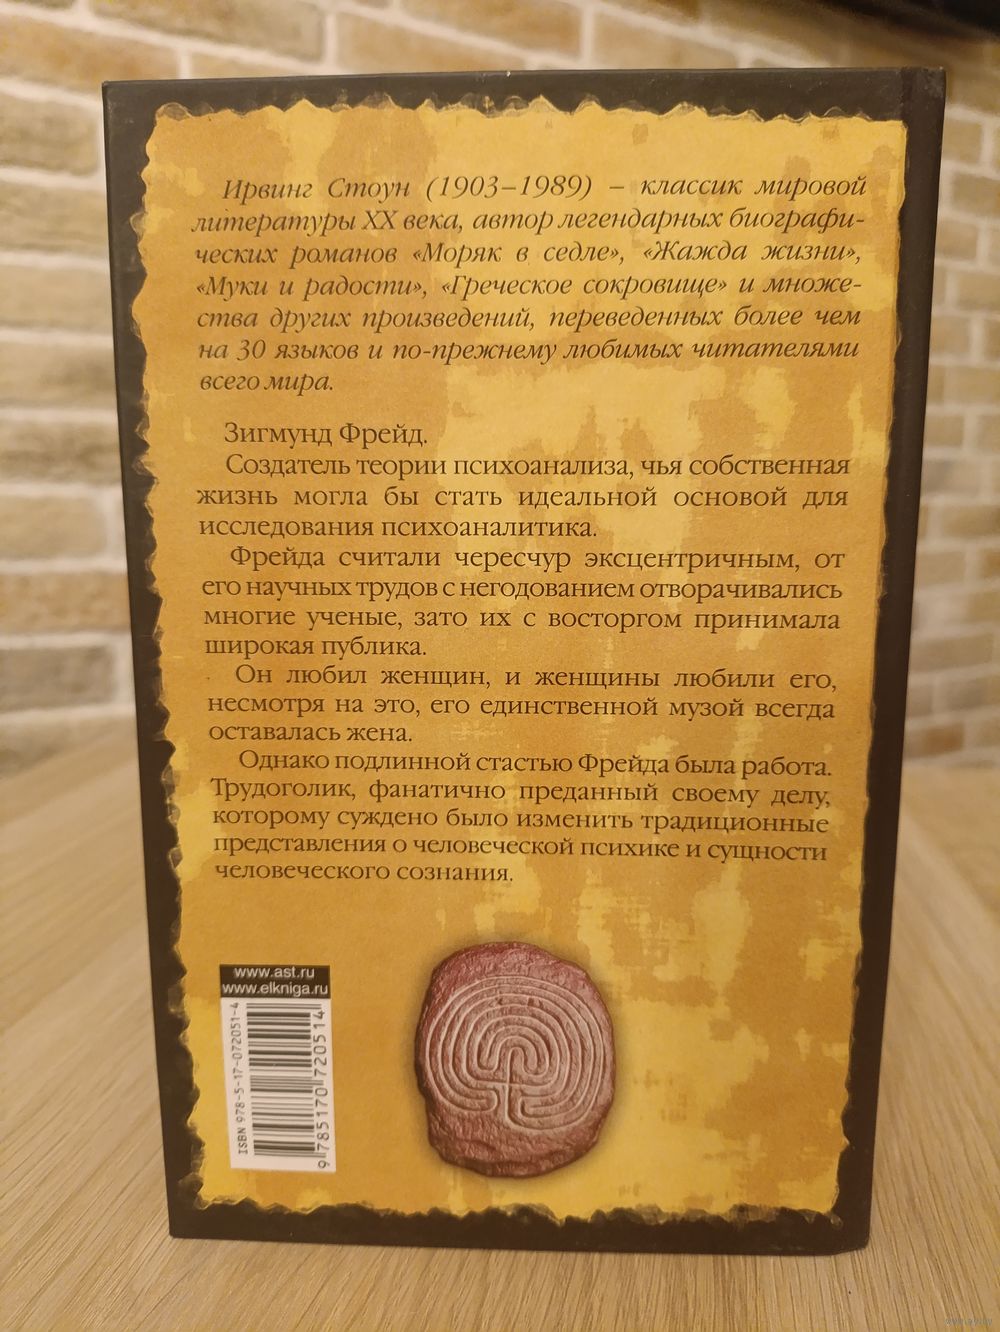 Ирвинг Стоун (1903–1989) – классик мировой
литературы XX века, автор легендарных биографи-
ческих романов «Моряк в седле», «Жажда жизни»,
«Муки и радости», «Греческое сокровище» и множе-
ства других произведений, переведенных более чем
на 30 языков и по-прежнему любимых читателями
всего мира.
Зигмунд Фрейд.
Создатель теории психоанализа, чья собственная
жизнь могла бы стать идеальной основой для
исследования психоаналитика.
Фрейда считали чересчур эксцентричным, от
его научных трудов с негодованием отворачивались
многие ученые, зато их с восторгом принимала
широкая публика.
Он любил женщин, и женщины любили его,
несмотря на это, его единственной музой всегда
оставалась жена.
Однако подлинной стастью Фрейда была работа.
Трудоголик, фанатично преданный своему делу,
которому суждено было изменить традиционные
представления о человеческой психике и сущности
человеческого сознания.
www.ast.ru
www.elkniga.ru
ISBN 978-5-17-072051-4
9 785170 720514